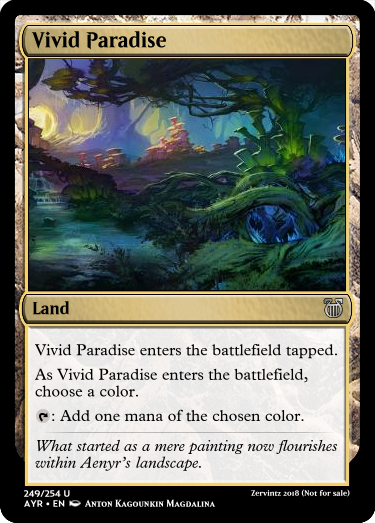 Vivid Paradise
Land
Vivid Paradise enters the battlefield tapped.
As Vivid Paradise enters the battlefield,
choose a color.
: Add one mana of the chosen color.
What started as a mere painting now flourishes
within Aenyr's landscape.
249/254 U
Zervintz 2018 (Not for sale)
AYR • EN Anton Kagounkin Magdalina